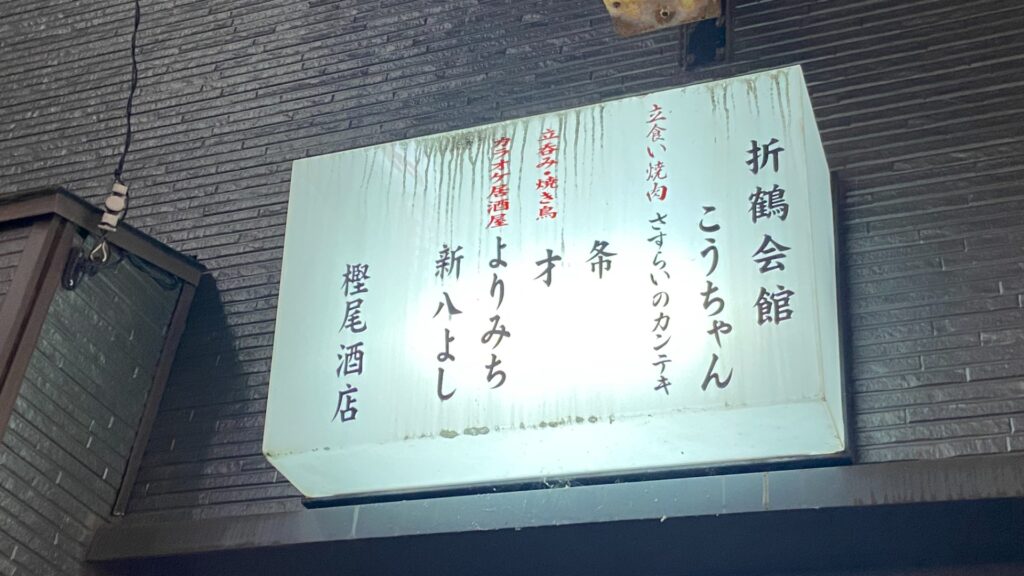 折鶴会館
こうちゃん
立食い焼肉 さすらいのカンテキ
立呑み・焼き鳥 才
カラオケ居酒屋 よりみち
新八よし
樫尾酒店